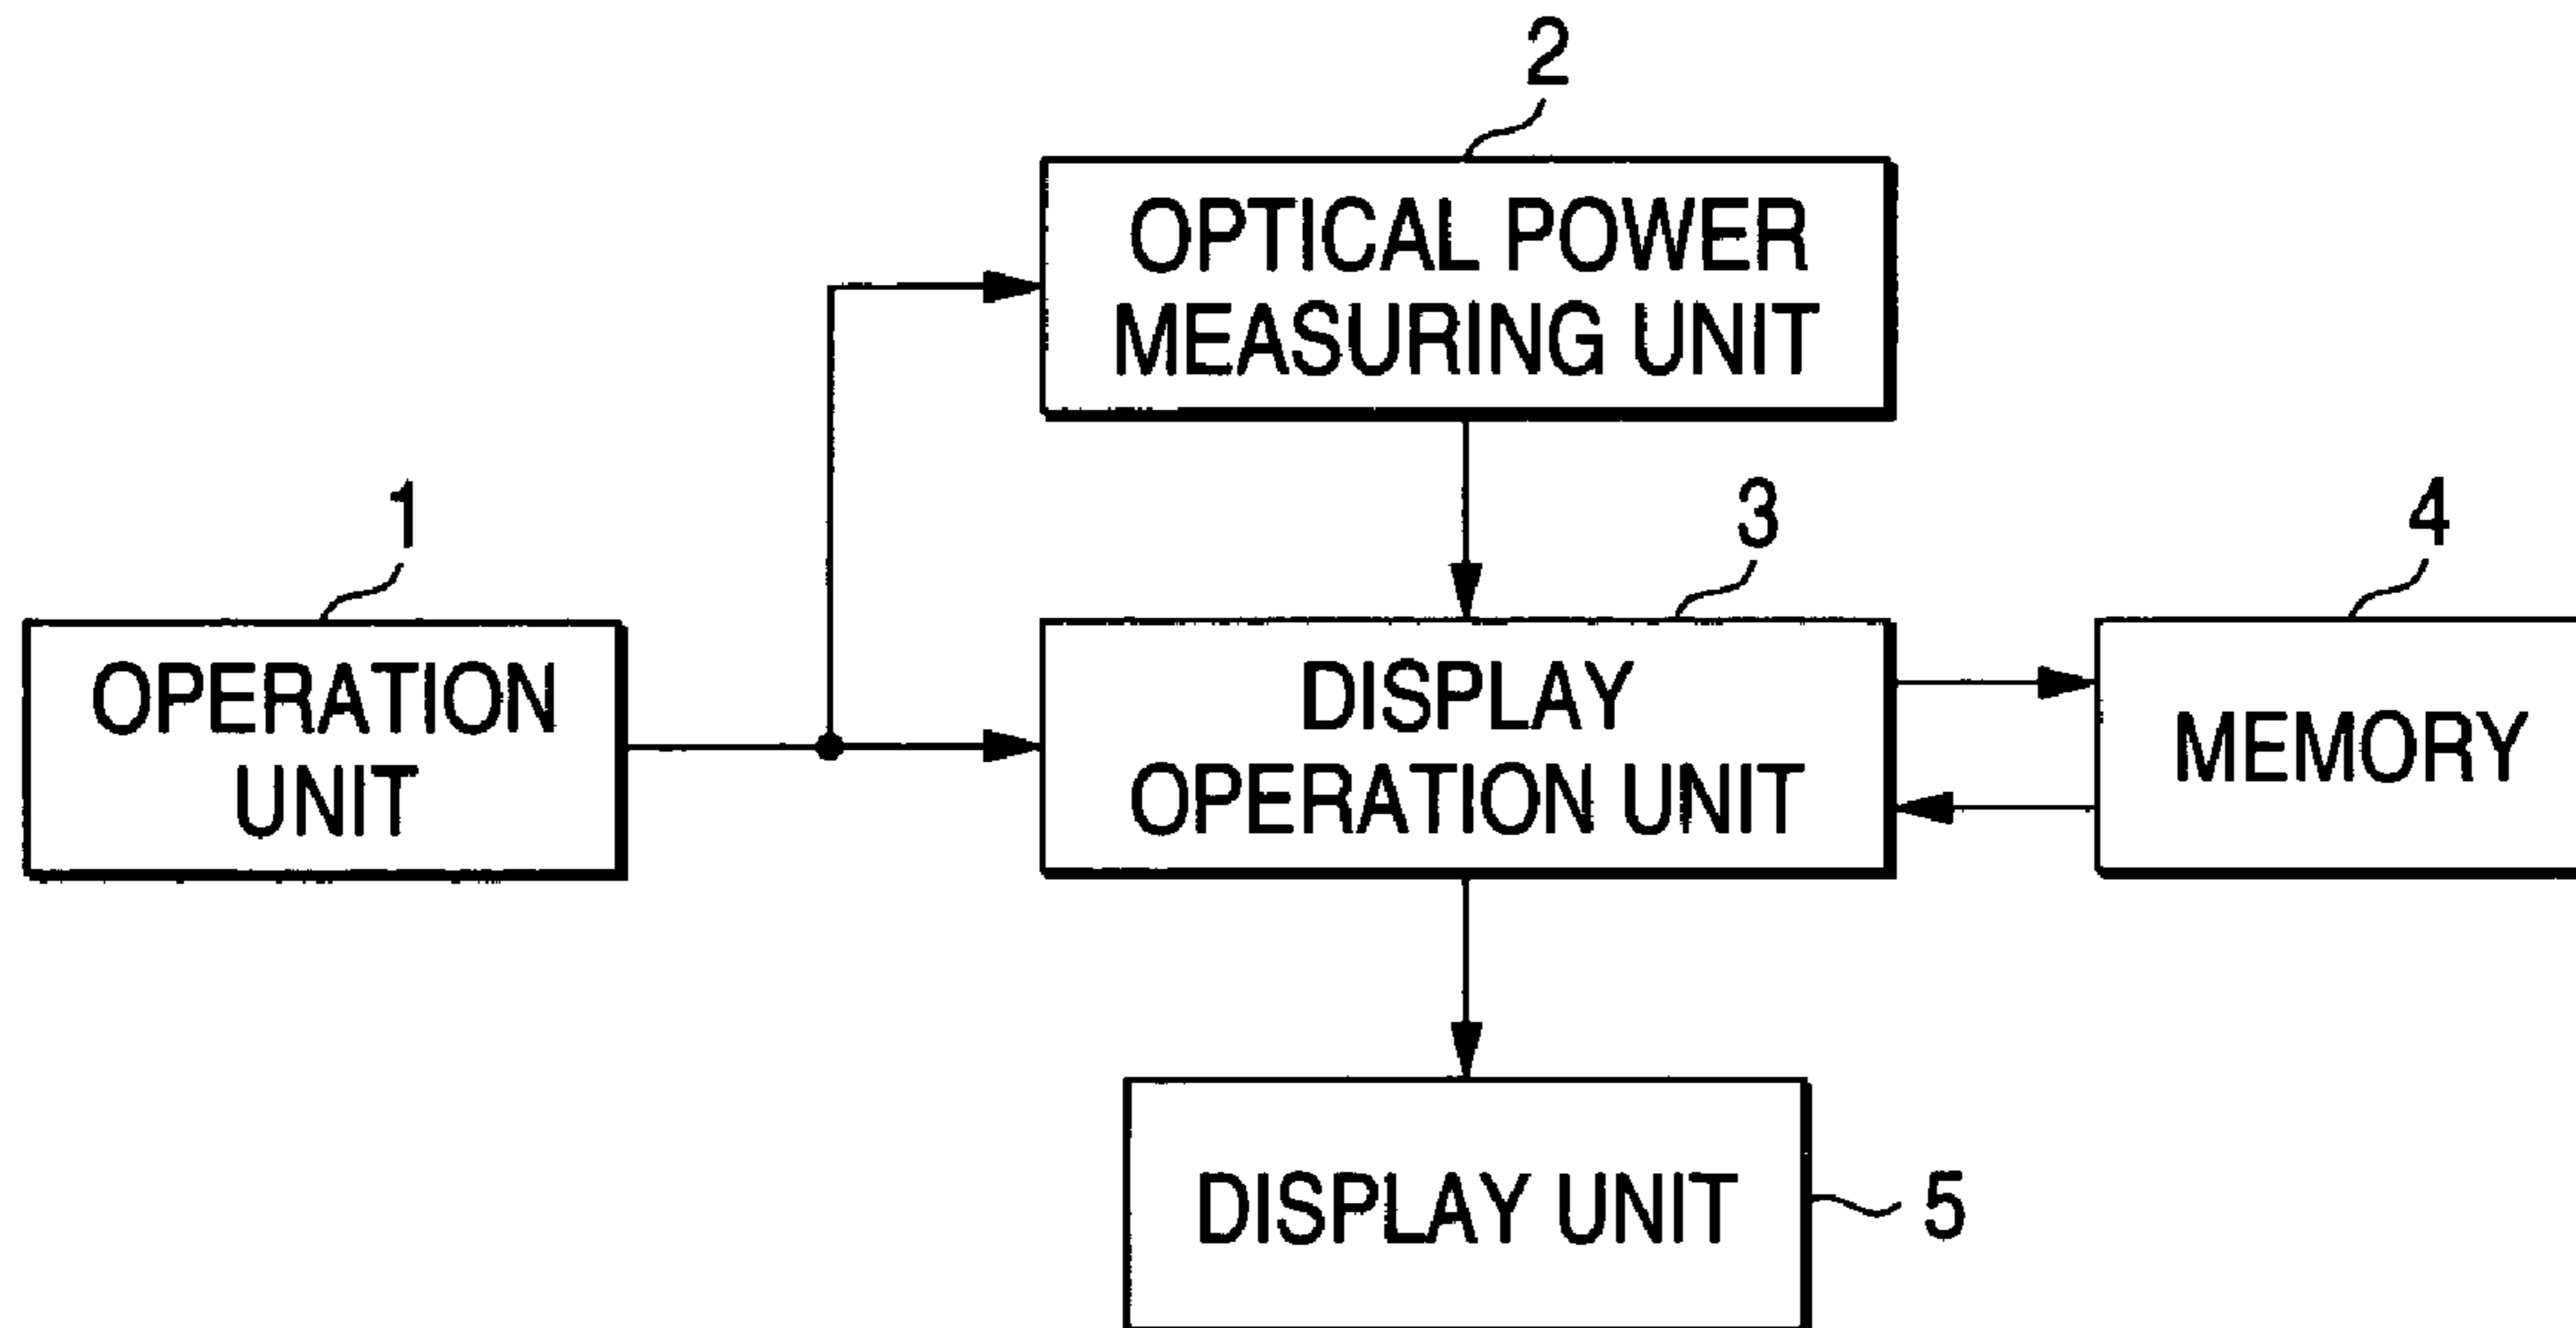 2
OPTICAL POWER
MEASURING UNIT
1
3
4
OPERATION
UNIT
DISPLAY
OPERATION UNIT
MEMORY
DISPLAY UNIT
5